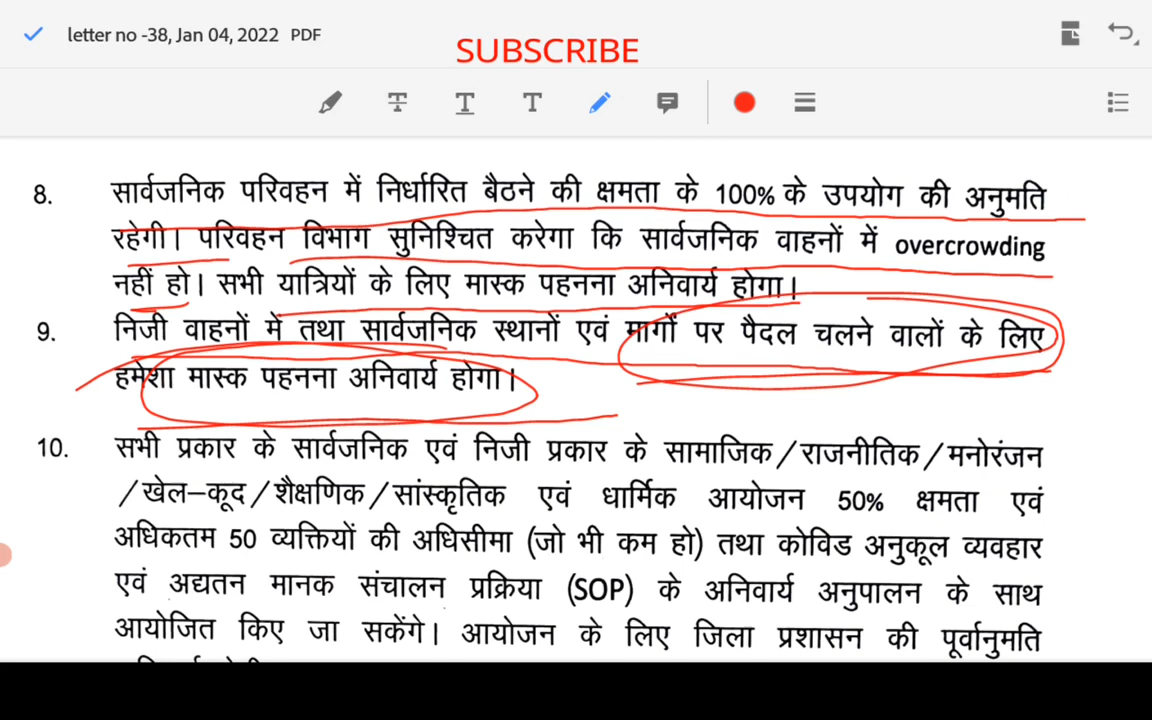 letter no -38, Jan 04, 2022 PDF
SUBSCRIBE
8. सार्वजनिक परिवहन में निर्धारित बैठने की क्षमता के 100% के उपयोग की अनुमति
रहेगी। परिवहन विभाग सुनिश्चित करेगा कि सार्वजनिक वाहनों में overcrowding
नहीं हो। सभी यात्रियों के लिए मास्क पहनना अनिवार्य होगा।
9. निजी वाहनों में तथा सार्वजनिक स्थानों एवं मार्गों पर पैदल चलने वालों के लिए
हमेशा मास्क पहनना अनिवार्य होगा।
10. सभी प्रकार के सार्वजनिक एवं निजी प्रकार के सामाजिक/राजनीतिक/मनोरंजन
/खेल–कूद/शैक्षणिक/सांस्कृतिक एवं धार्मिक आयोजन 50% क्षमता एवं
अधिकतम 50 व्यक्तियों की अधिसीमा (जो भी कम हो) तथा कोविड अनुकूल व्यवहार
एवं अद्यतन मानक संचालन प्रक्रिया (SOP) के अनिवार्य अनुपालन के साथ
आयोजित किए जा सकेंगे। आयोजन के लिए जिला प्रशासन की पूर्वानुमति